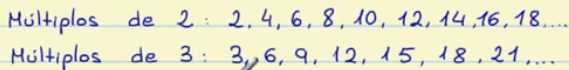 Múltiplos de 2 : 2, 4, 6, 8, 10, 12, 14, 16, 18....
Múltiplos de 3 : 3, 6, 9, 12, 15, 18, 21, ...